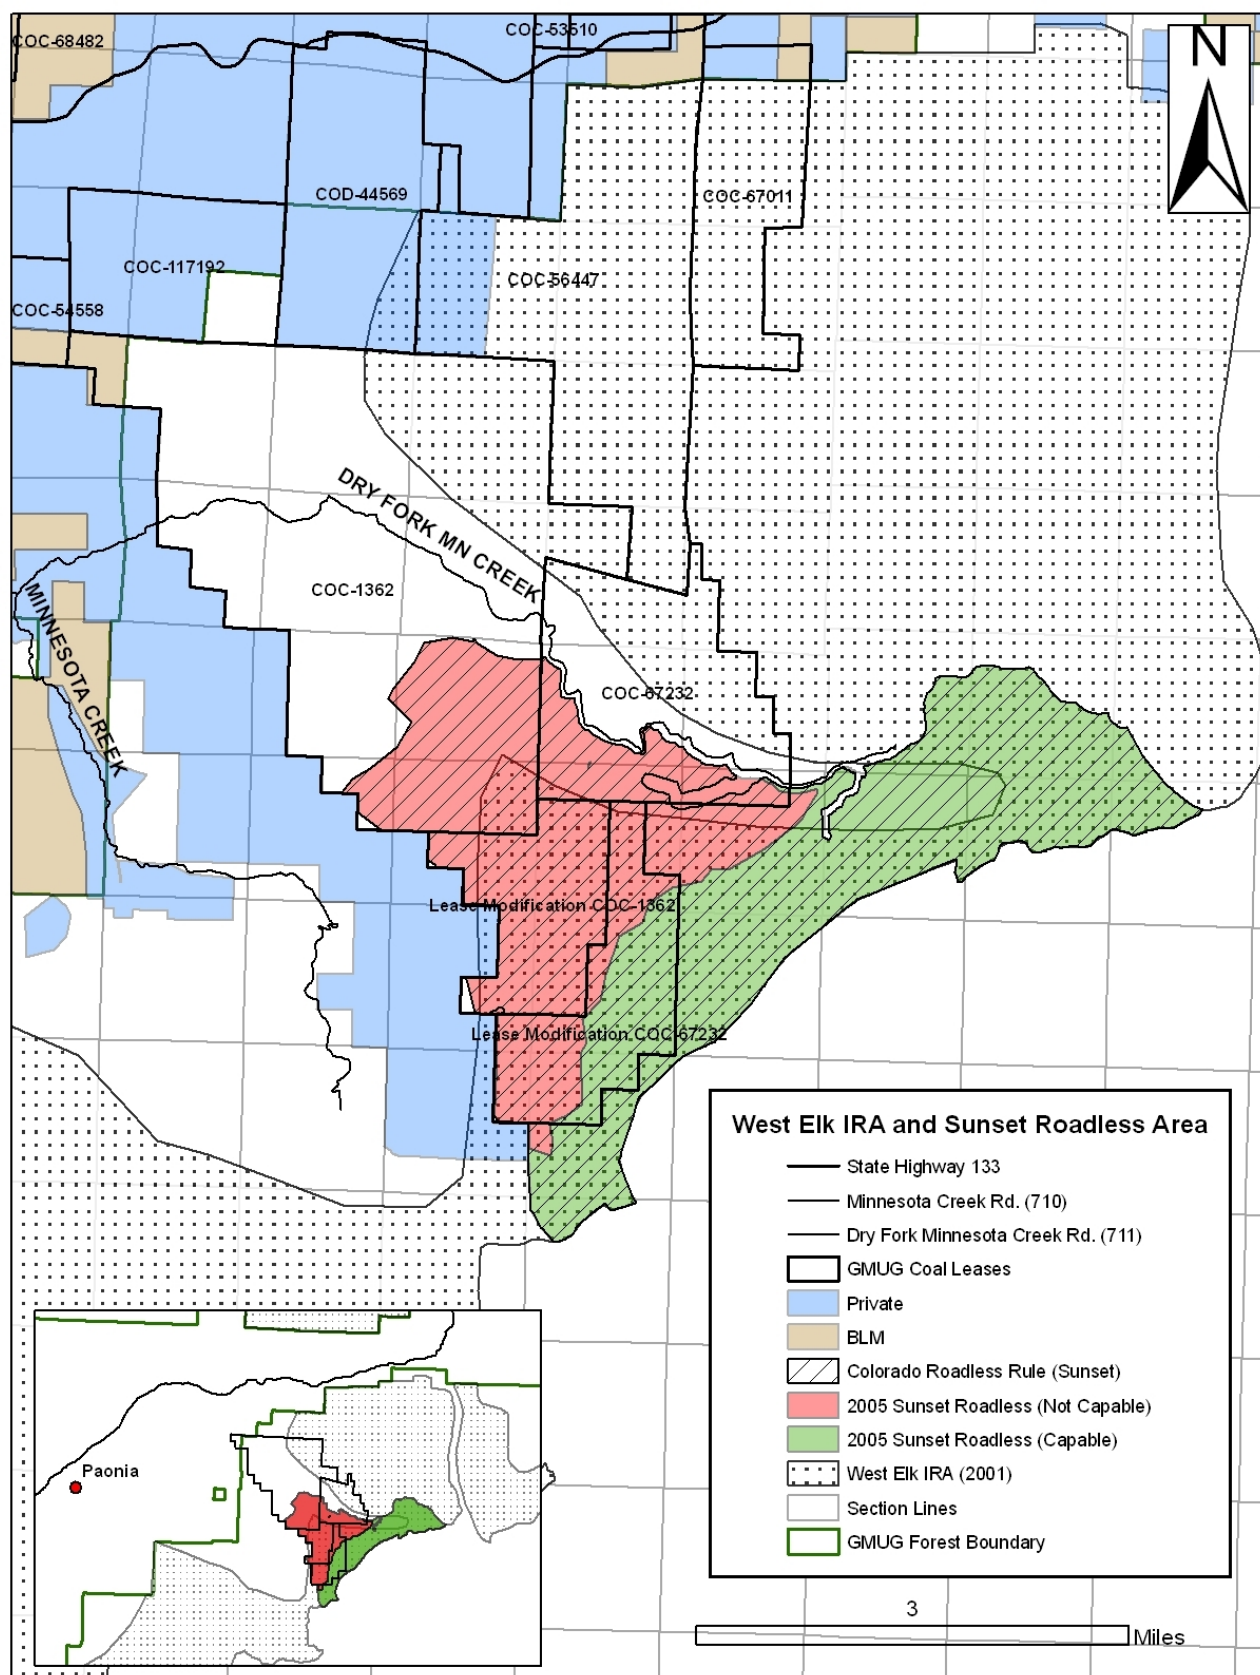 COC-68482
COC-53510
N
COD-44569
COC-67011
COC-117192
COC-56447
COC-54558
DRY FORK MN CREEK
COC-1362
MINNESOTA CREEK
COC-67232
Lease Modification COC-1362
Lease Modification COC-67232
West Elk IRA and Sunset Roadless Area
State Highway 133
Minnesota Creek Rd. (710)
Dry Fork Minnesota Creek Rd. (711)
GMUG Coal Leases
Private
BLM
Colorado Roadless Rule (Sunset)
2005 Sunset Roadless (Not Capable)
2005 Sunset Roadless (Capable)
West Elk IRA (2001)
Section Lines
GMUG Forest Boundary
Paonia
3
Miles